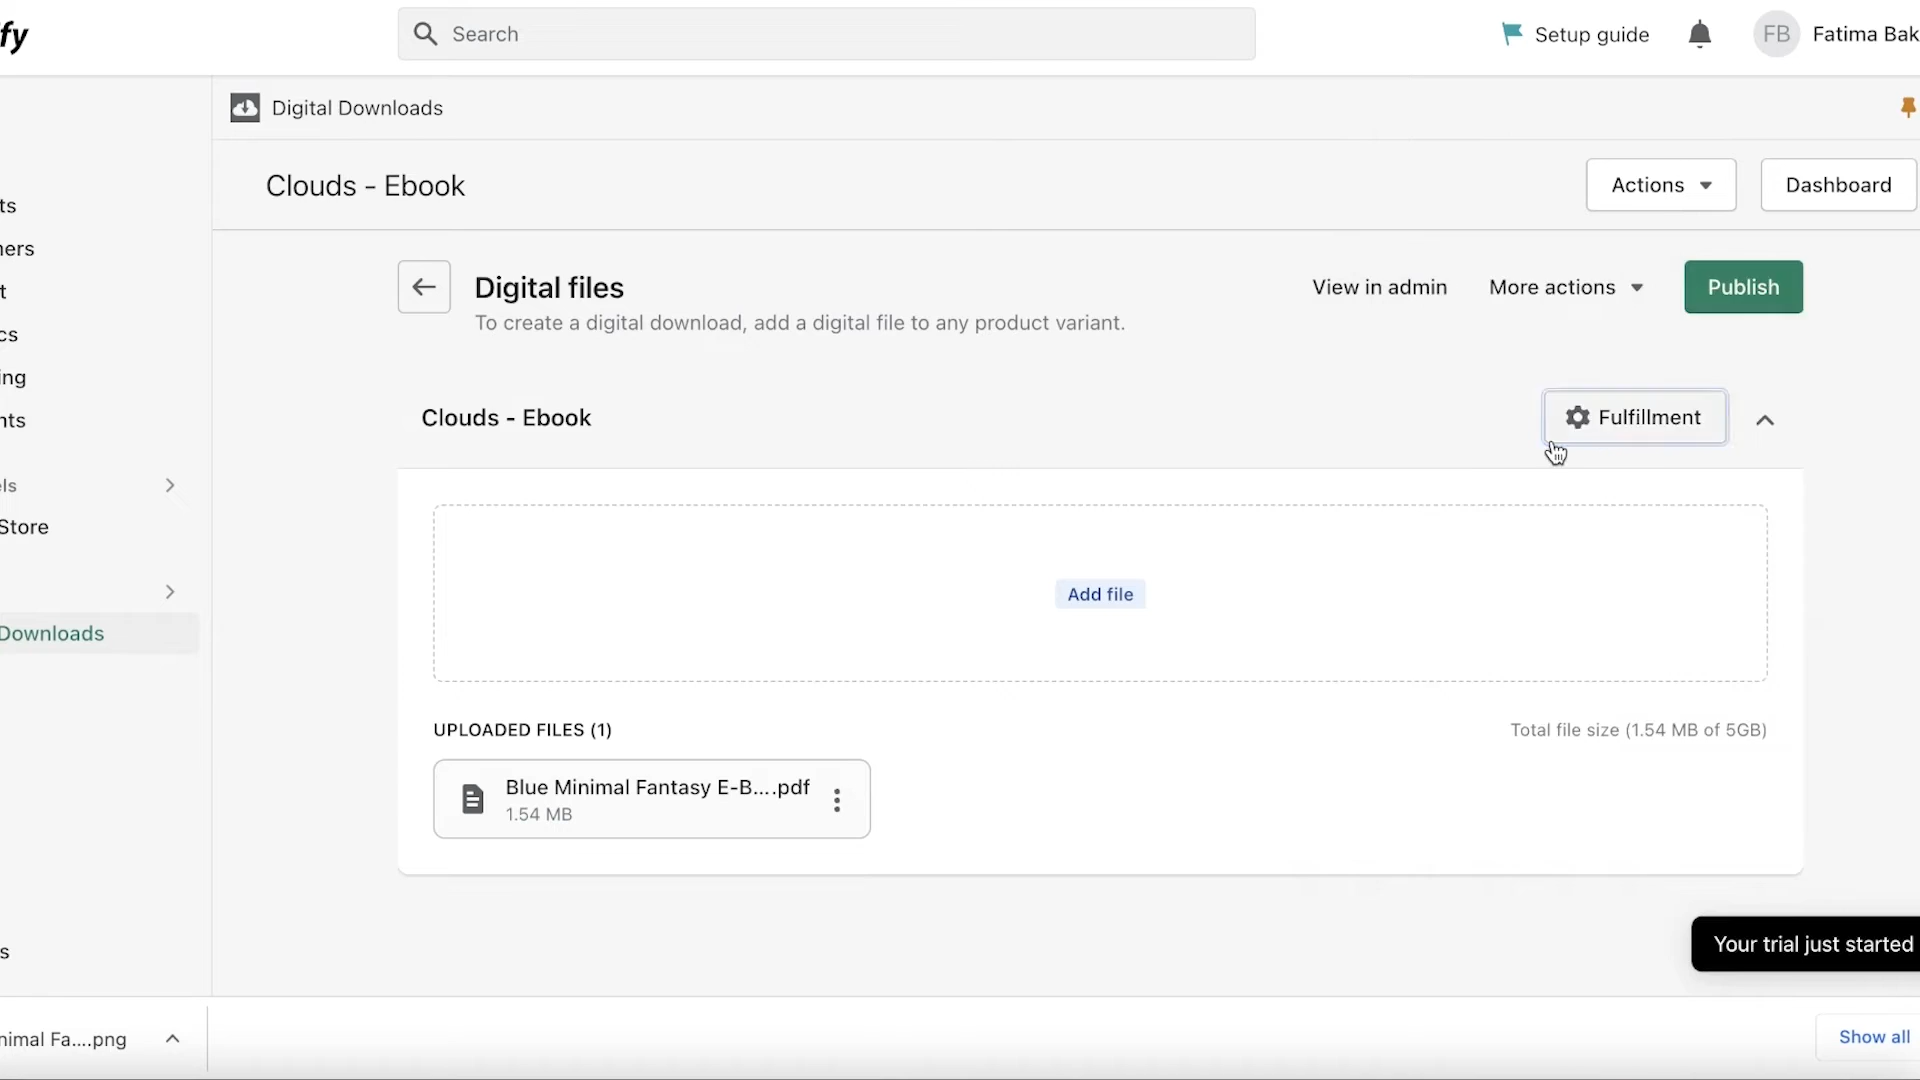 fy
Search
Setup guide
FB
Fatima Bak
Digital Downloads
Clouds - Ebook
Actions
Dashboard
ts
ners
t
cs
ing
nts
els
Store
Downloads
s
Digital files
To create a digital download, add a digital file to any product variant.
View in admin
More actions
Publish
Clouds - Ebook
Fulfillment
Add file
UPLOADED FILES (1)
Total file size (1.54 MB of 5GB)
Blue Minimal Fantasy E-B....pdf
1.54 MB
Your trial just started
nimal Fa....png
Show all